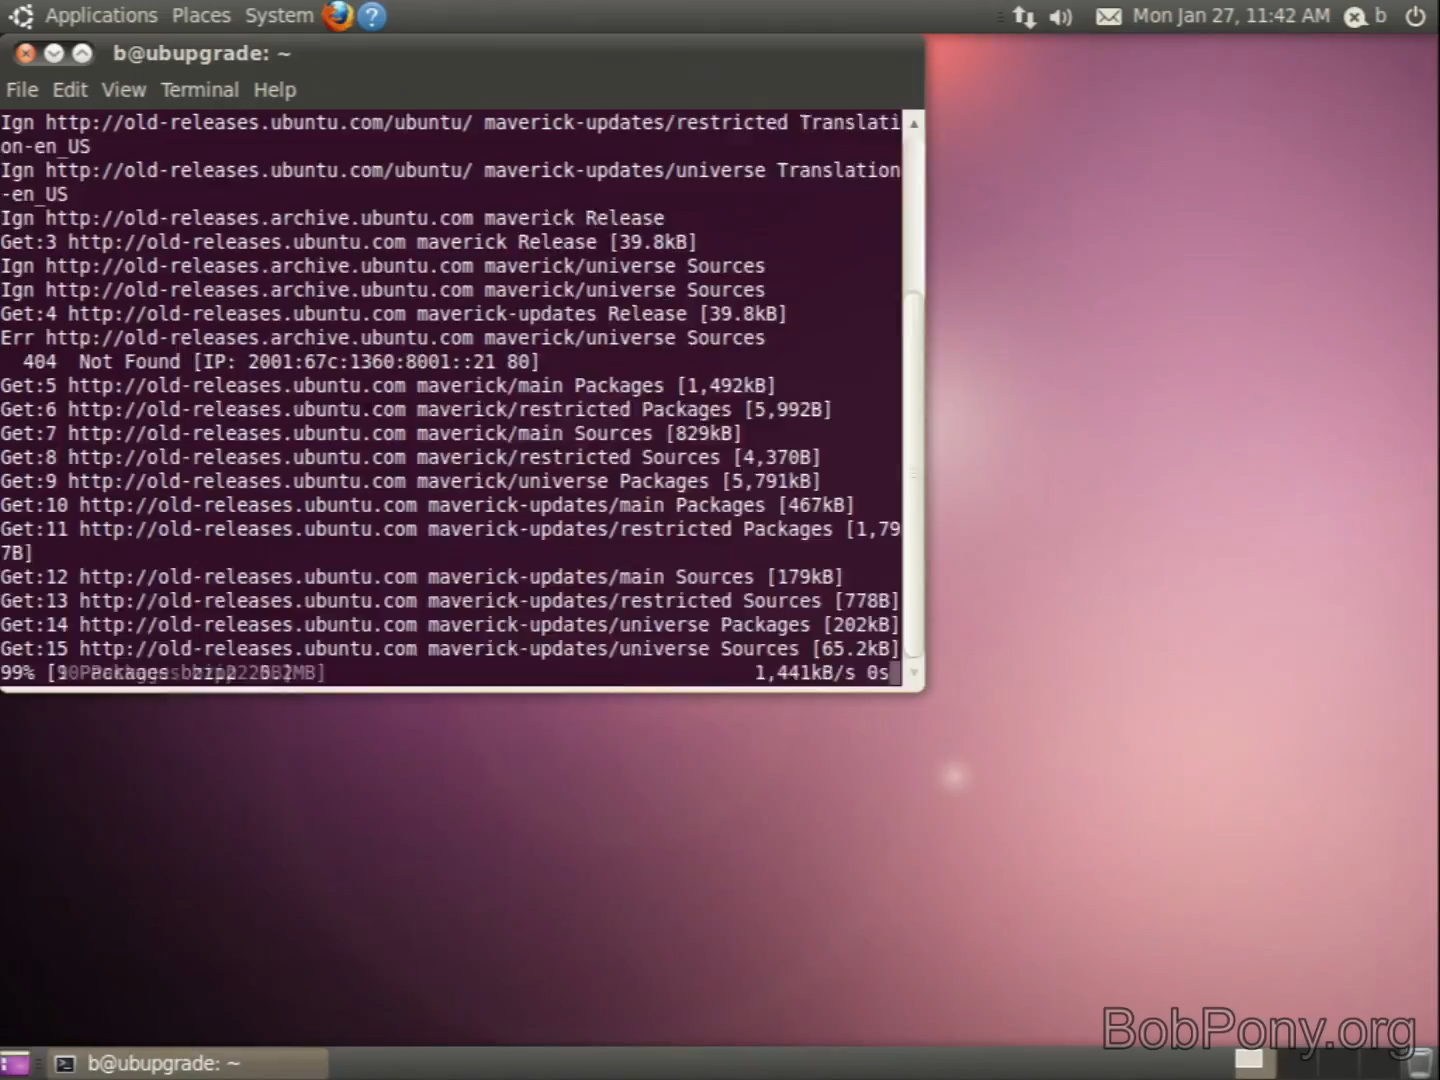 Applications Places System Mon Jan 27, 11:42 AM b
b@ubupgrade: ~
File Edit View Terminal Help
Ign http://old-releases.ubuntu.com/ubuntu/ maverick-updates/restricted Translati
on-en_US
Ign http://old-releases.ubuntu.com/ubuntu/ maverick-updates/universe Translation
-en_US
Ign http://old-releases.archive.ubuntu.com maverick Release
Get:3 http://old-releases.ubuntu.com maverick Release [39.8kB]
Ign http://old-releases.archive.ubuntu.com maverick/universe Sources
Ign http://old-releases.archive.ubuntu.com maverick/universe Sources
Get:4 http://old-releases.ubuntu.com maverick-updates Release [39.8kB]
Err http://old-releases.archive.ubuntu.com maverick/universe Sources
404 Not Found [IP: 2001:67c:1360:8001::21 80]
Get:5 http://old-releases.ubuntu.com maverick/main Packages [1,492kB]
Get:6 http://old-releases.ubuntu.com maverick/restricted Packages [5,992B]
Get:7 http://old-releases.ubuntu.com maverick/main Sources [829kB]
Get:8 http://old-releases.ubuntu.com maverick/restricted Sources [4,370B]
Get:9 http://old-releases.ubuntu.com maverick/universe Packages [5,791kB]
Get:10 http://old-releases.ubuntu.com maverick-updates/main Packages [467kB]
Get:11 http://old-releases.ubuntu.com maverick-updates/restricted Packages [1,79
7B]
Get:12 http://old-releases.ubuntu.com maverick-updates/main Sources [179kB]
Get:13 http://old-releases.ubuntu.com maverick-updates/restricted Sources [778B]
Get:14 http://old-releases.ubuntu.com maverick-updates/universe Packages [202kB]
Get:15 http://old-releases.ubuntu.com maverick-updates/universe Sources [65.2kB]
99% 1,441kB/s 0s
BobPony.org
b@ubupgrade: ~